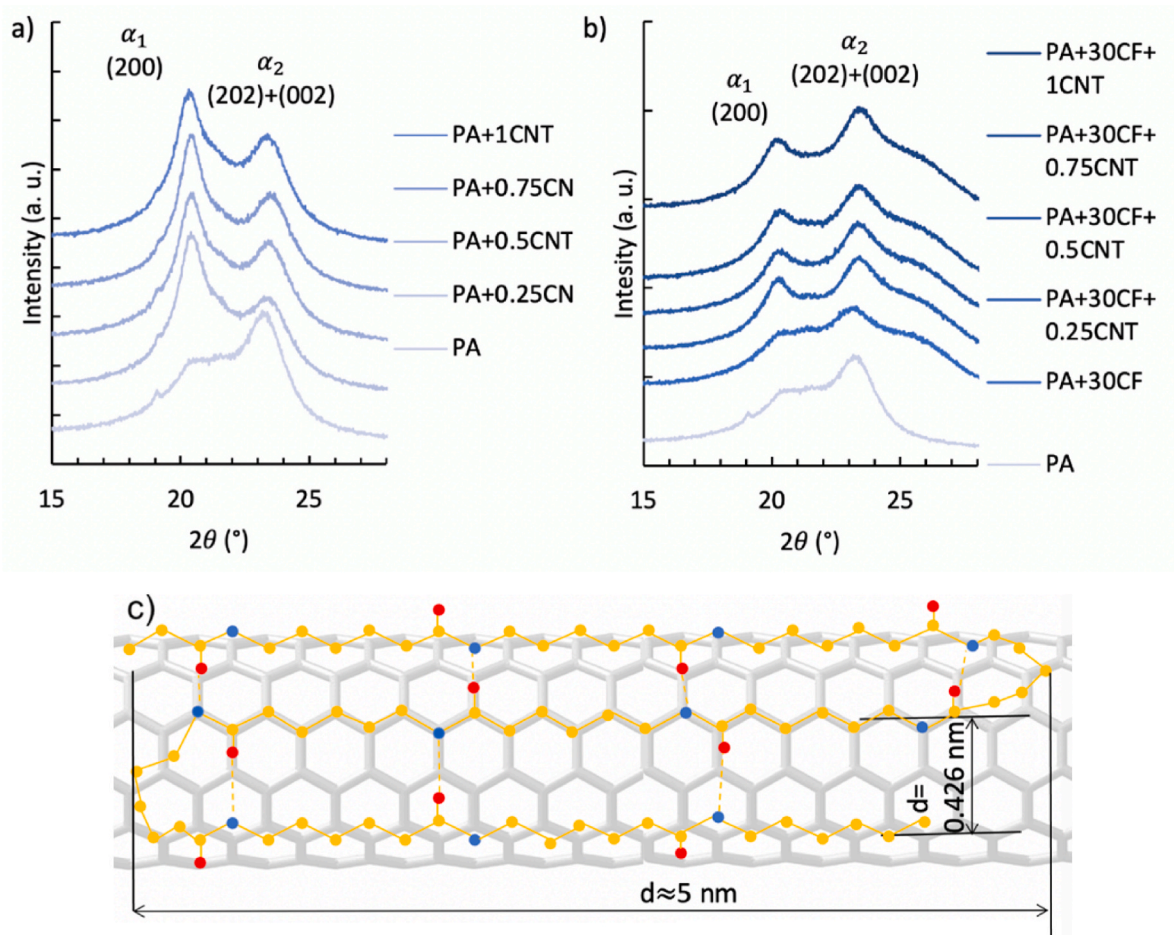 a)
α₁
(200)
α₂
(202)+(002)
Intensity (a. u.)
PA+1CNT
PA+0.75CN
PA+0.5CNT
PA+0.25CN
PA
15 20 25
2θ (°)
b)
α₁
(200)
α₂
(202)+(002)
Intesity (a. u.)
PA+30CF+
1CNT
PA+30CF+
0.75CNT
PA+30CF+
0.5CNT
PA+30CF+
0.25CNT
PA+30CF
PA
15 20 25
2θ (°)
c)
d=
0.426 nm
d≈5 nm